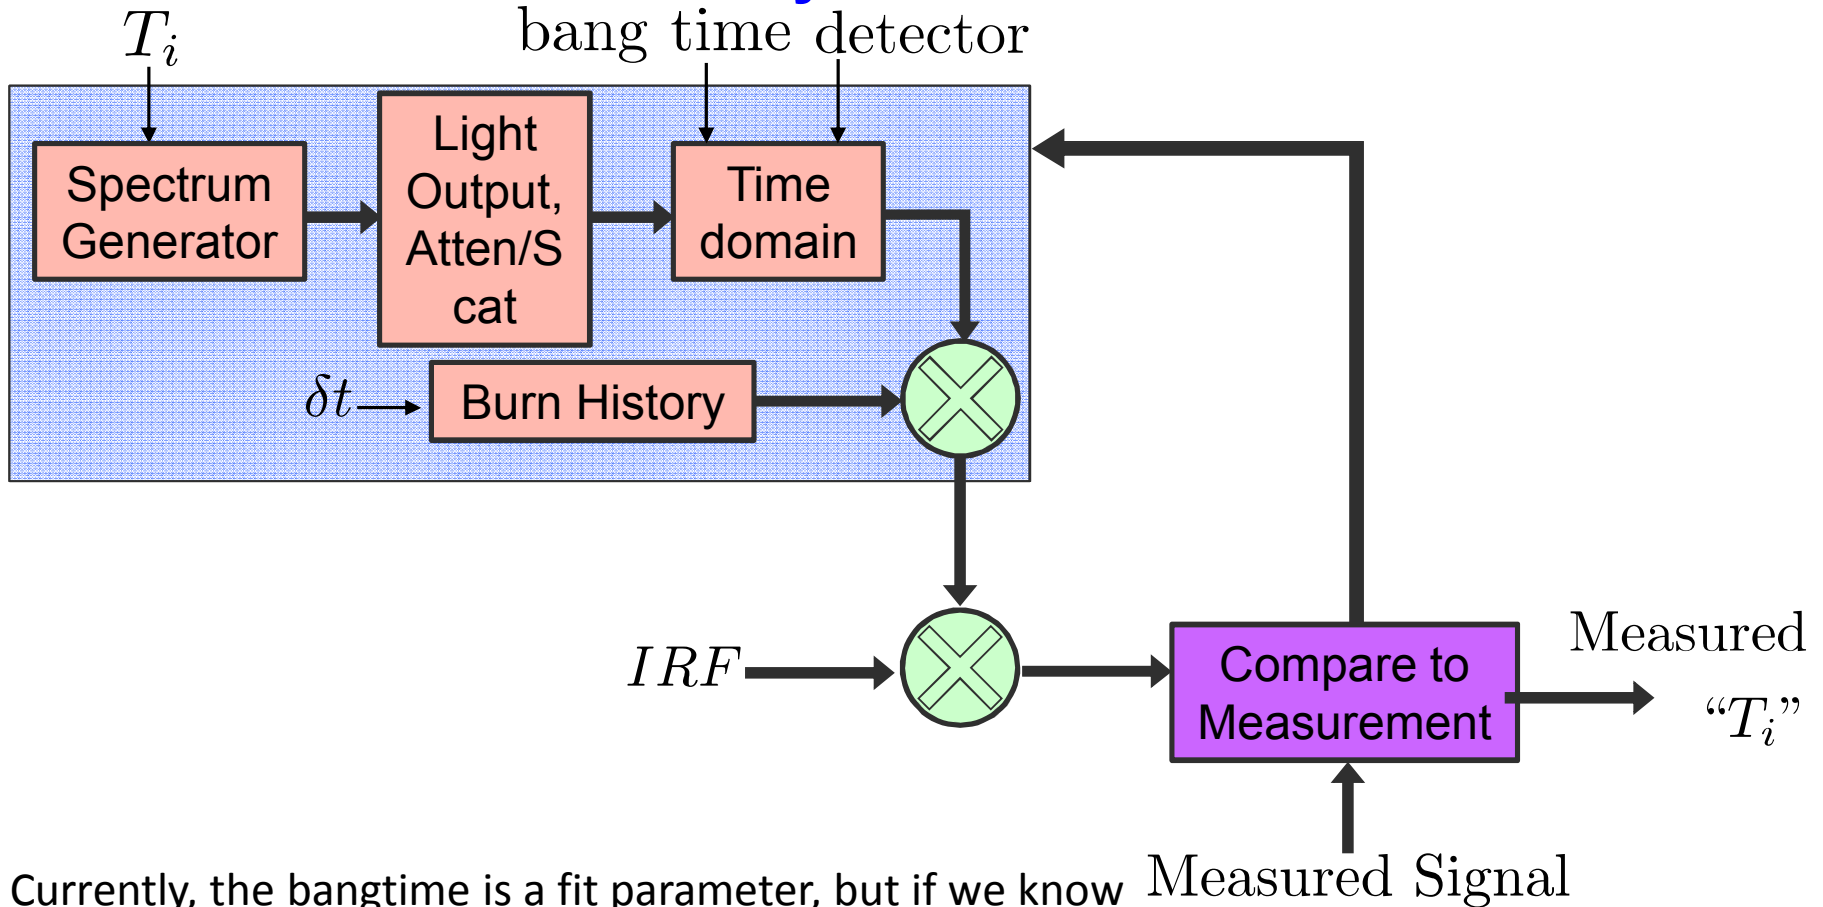 T_i
bang time
detector
Spectrum
Generator
Light
Output,
Atten/S
cat
Time
domain
δt
Burn History
IRF
Compare to
Measurement
Measured
“T_i”
Measured Signal
Currently, the bangtime is a fit parameter, but if we know